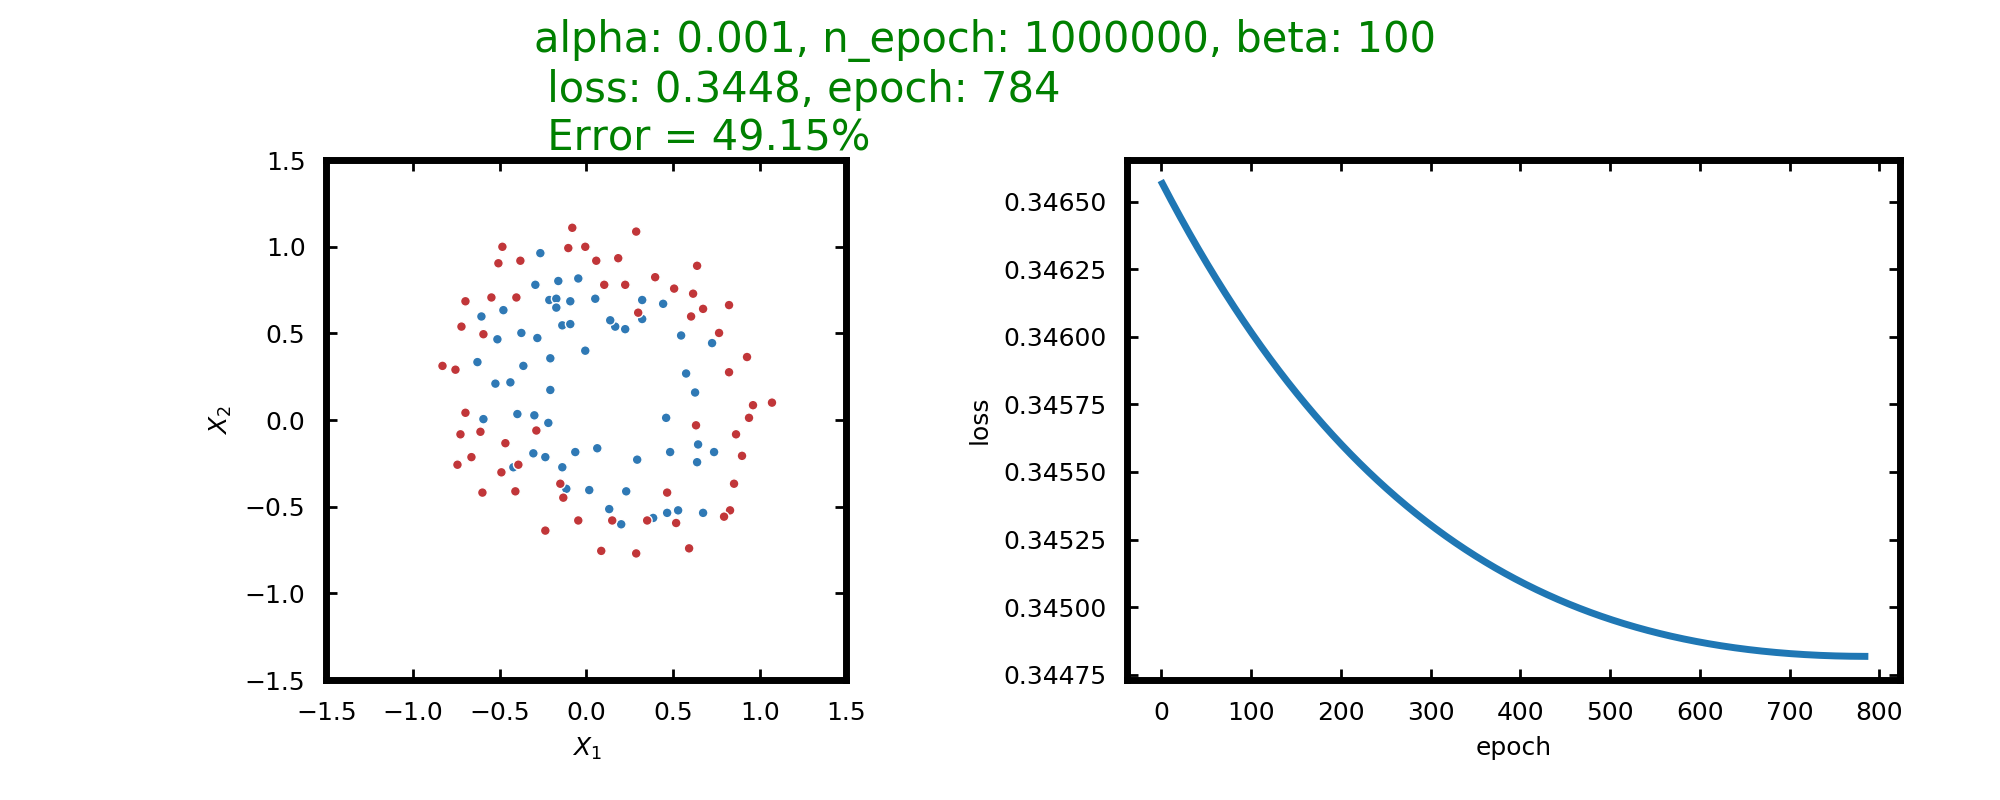 alpha: 0.001, n_epoch: 1000000, beta: 100
loss: 0.3448, epoch: 784
Error = 49.15%
1.5
1.0
0.5
0.0
−0.5
−1.0
−1.5
X2
−1.5 −1.0 −0.5 0.0 0.5 1.0 1.5
X1
0.34650
0.34625
0.34600
0.34575
0.34550
0.34525
0.34500
0.34475
loss
0 100 200 300 400 500 600 700 800
epoch